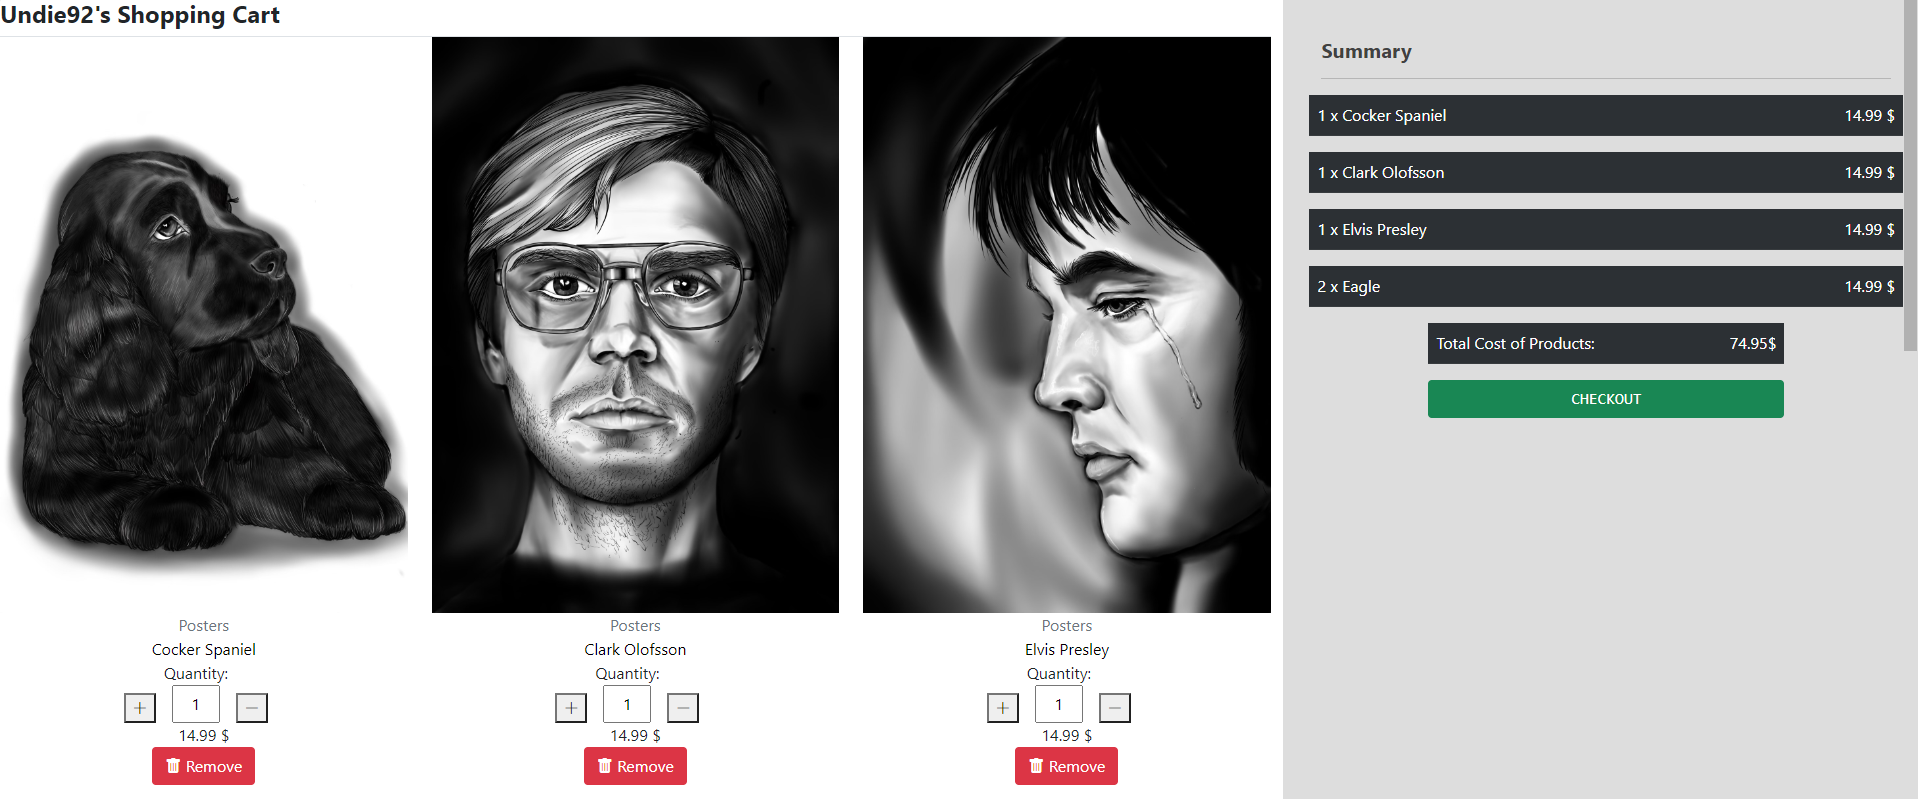 Undie92's Shopping Cart
Posters
Cocker Spaniel
Quantity:
+ 1 −
14.99 $
Remove
Posters
Clark Olofsson
Quantity:
+ 1 −
14.99 $
Remove
Posters
Elvis Presley
Quantity:
+ 1 −
14.99 $
Remove
Summary
1 x Cocker Spaniel 14.99 $
1 x Clark Olofsson 14.99 $
1 x Elvis Presley 14.99 $
2 x Eagle 14.99 $
Total Cost of Products: 74.95$
CHECKOUT